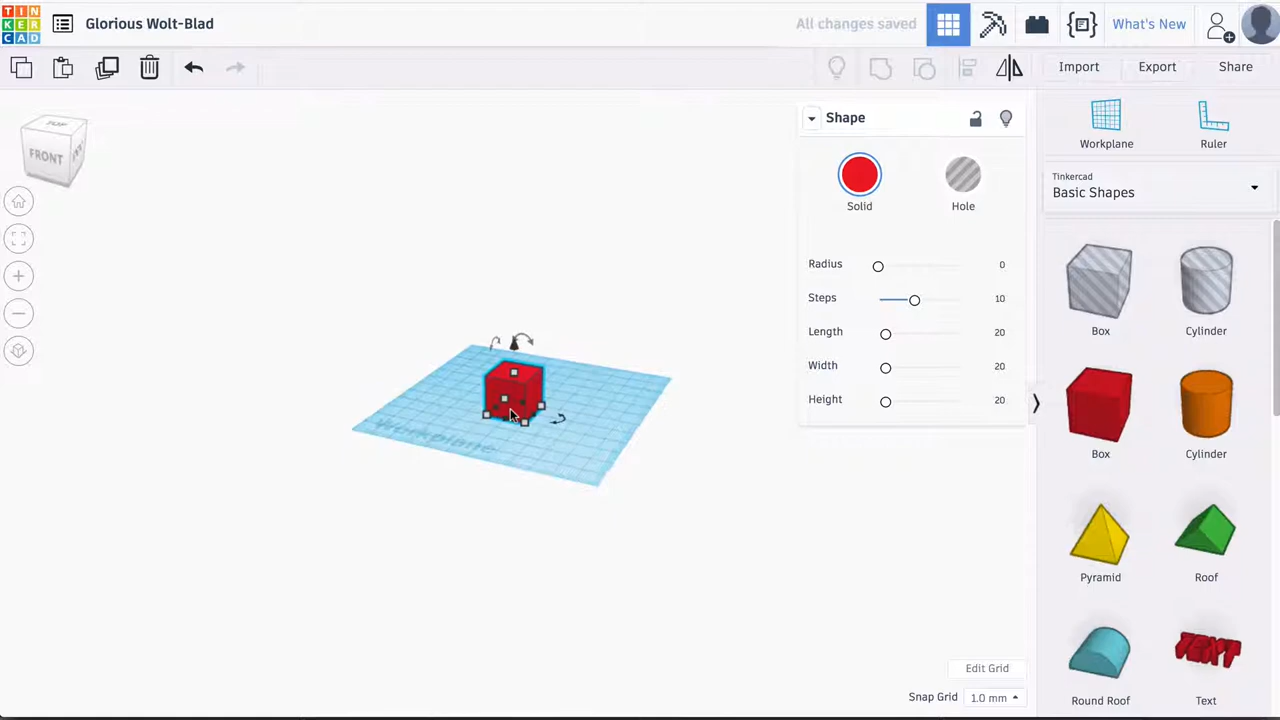 TIN
KER
CAD
Glorious Wolt-Blad
All changes saved
What's New
Import
Export
Share
TOP
FRONT
Shape
Solid
Hole
Radius 0
Steps 10
Length 20
Width 20
Height 20
Workplane
Ruler
Tinkercad
Basic Shapes
Box
Cylinder
Box
Cylinder
Pyramid
Roof
TEXT
Round Roof
Text
Workplane
Edit Grid
Snap Grid 1.0 mm